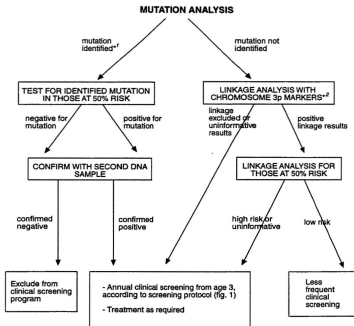 MUTATION ANALYSIS
mutation
identified*1
mutation not
identified
TEST FOR IDENTIFIED MUTATION
IN THOSE AT 50% RISK
LINKAGE ANALYSIS WITH
CHROMOSOME 3p MARKERS*2
negative for
mutation
positive for
mutation
linkage
excluded or
uninformative
results
positive
linkage results
CONFIRM WITH SECOND DNA
SAMPLE
LINKAGE ANALYSIS FOR
THOSE AT 50% RISK
confirmed
negative
confirmed
positive
high risk or
uninformative
low risk
Exclude from
clinical screening
program
- Annual clinical screening from age 3,
according to screening protocol (fig. 1)
- Treatment as required
Less
frequent
clinical
screening